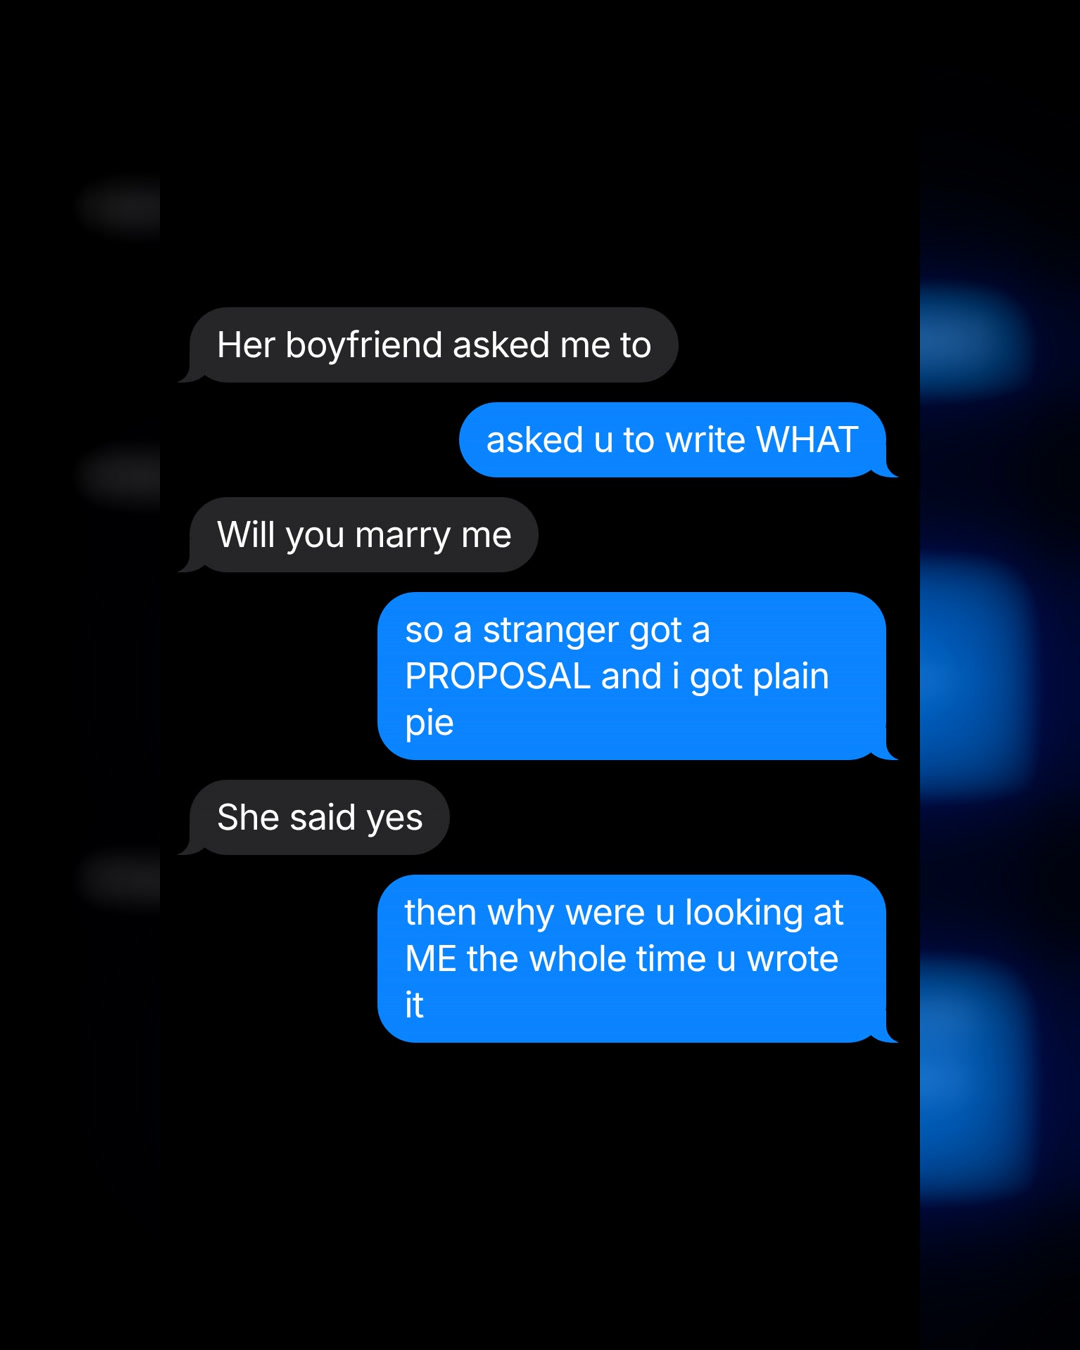 Her boyfriend asked me to
asked u to write WHAT
Will you marry me
so a stranger got a
PROPOSAL and i got plain
pie
She said yes
then why were u looking at
ME the whole time u wrote
it